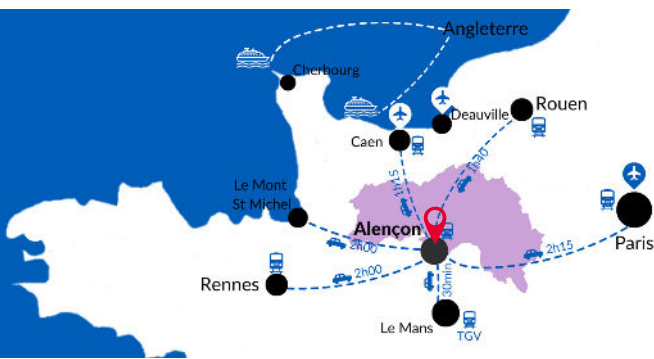 Angleterre
Cherbourg
Deauville
Rouen
Caen
1h15
1h40
Le Mont
St Michel
Alençon
Paris
2h00
2h15
2h00
Rennes
30min
Le Mans
TGV